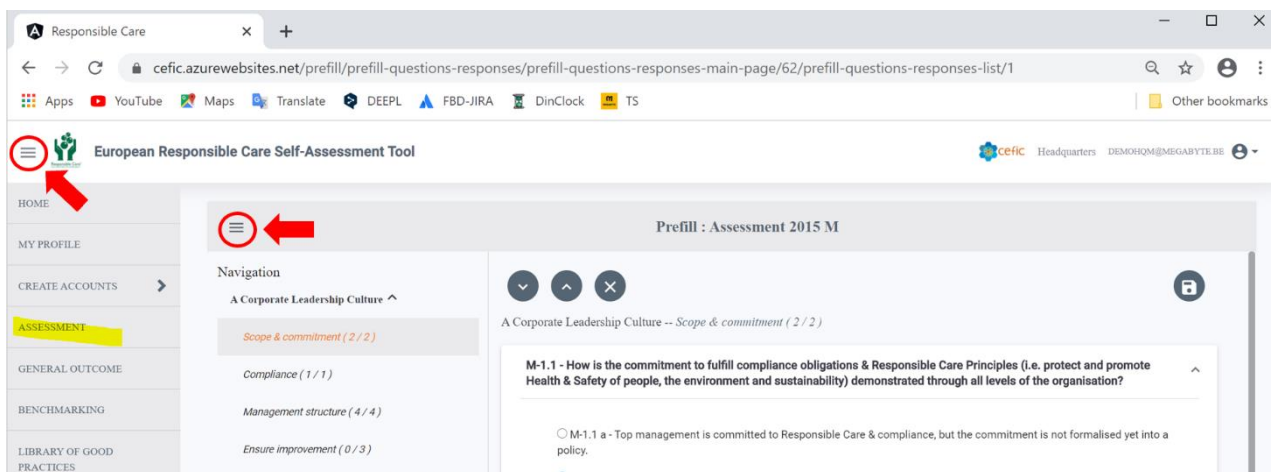 Responsible Care
cefic.azurewebsites.net/prefill/prefill-questions-responses/prefill-questions-responses-main-page/62/prefill-questions-responses-list/1
Apps YouTube Maps Translate DEEPL FBD-JIRA DinClock TS Other bookmarks
European Responsible Care Self-Assessment Tool
cefic Headquarters DEMOHQM@MEGABYTE.BE
HOME
MY PROFILE
CREATE ACCOUNTS
ASSESSMENT
GENERAL OUTCOME
BENCHMARKING
LIBRARY OF GOOD
PRACTICES
Prefill : Assessment 2015 M
Navigation
A Corporate Leadership Culture
Scope & commitment ( 2 / 2 )
Compliance ( 1 / 1 )
Management structure ( 4 / 4 )
Ensure improvement ( 0 / 3 )
A Corporate Leadership Culture -- Scope & commitment ( 2 / 2 )
M-1.1 - How is the commitment to fulfill compliance obligations & Responsible Care Principles (i.e. protect and promote
Health & Safety of people, the environment and sustainability) demonstrated through all levels of the organisation?
M-1.1 a - Top management is committed to Responsible Care & compliance, but the commitment is not formalised yet into a
policy.